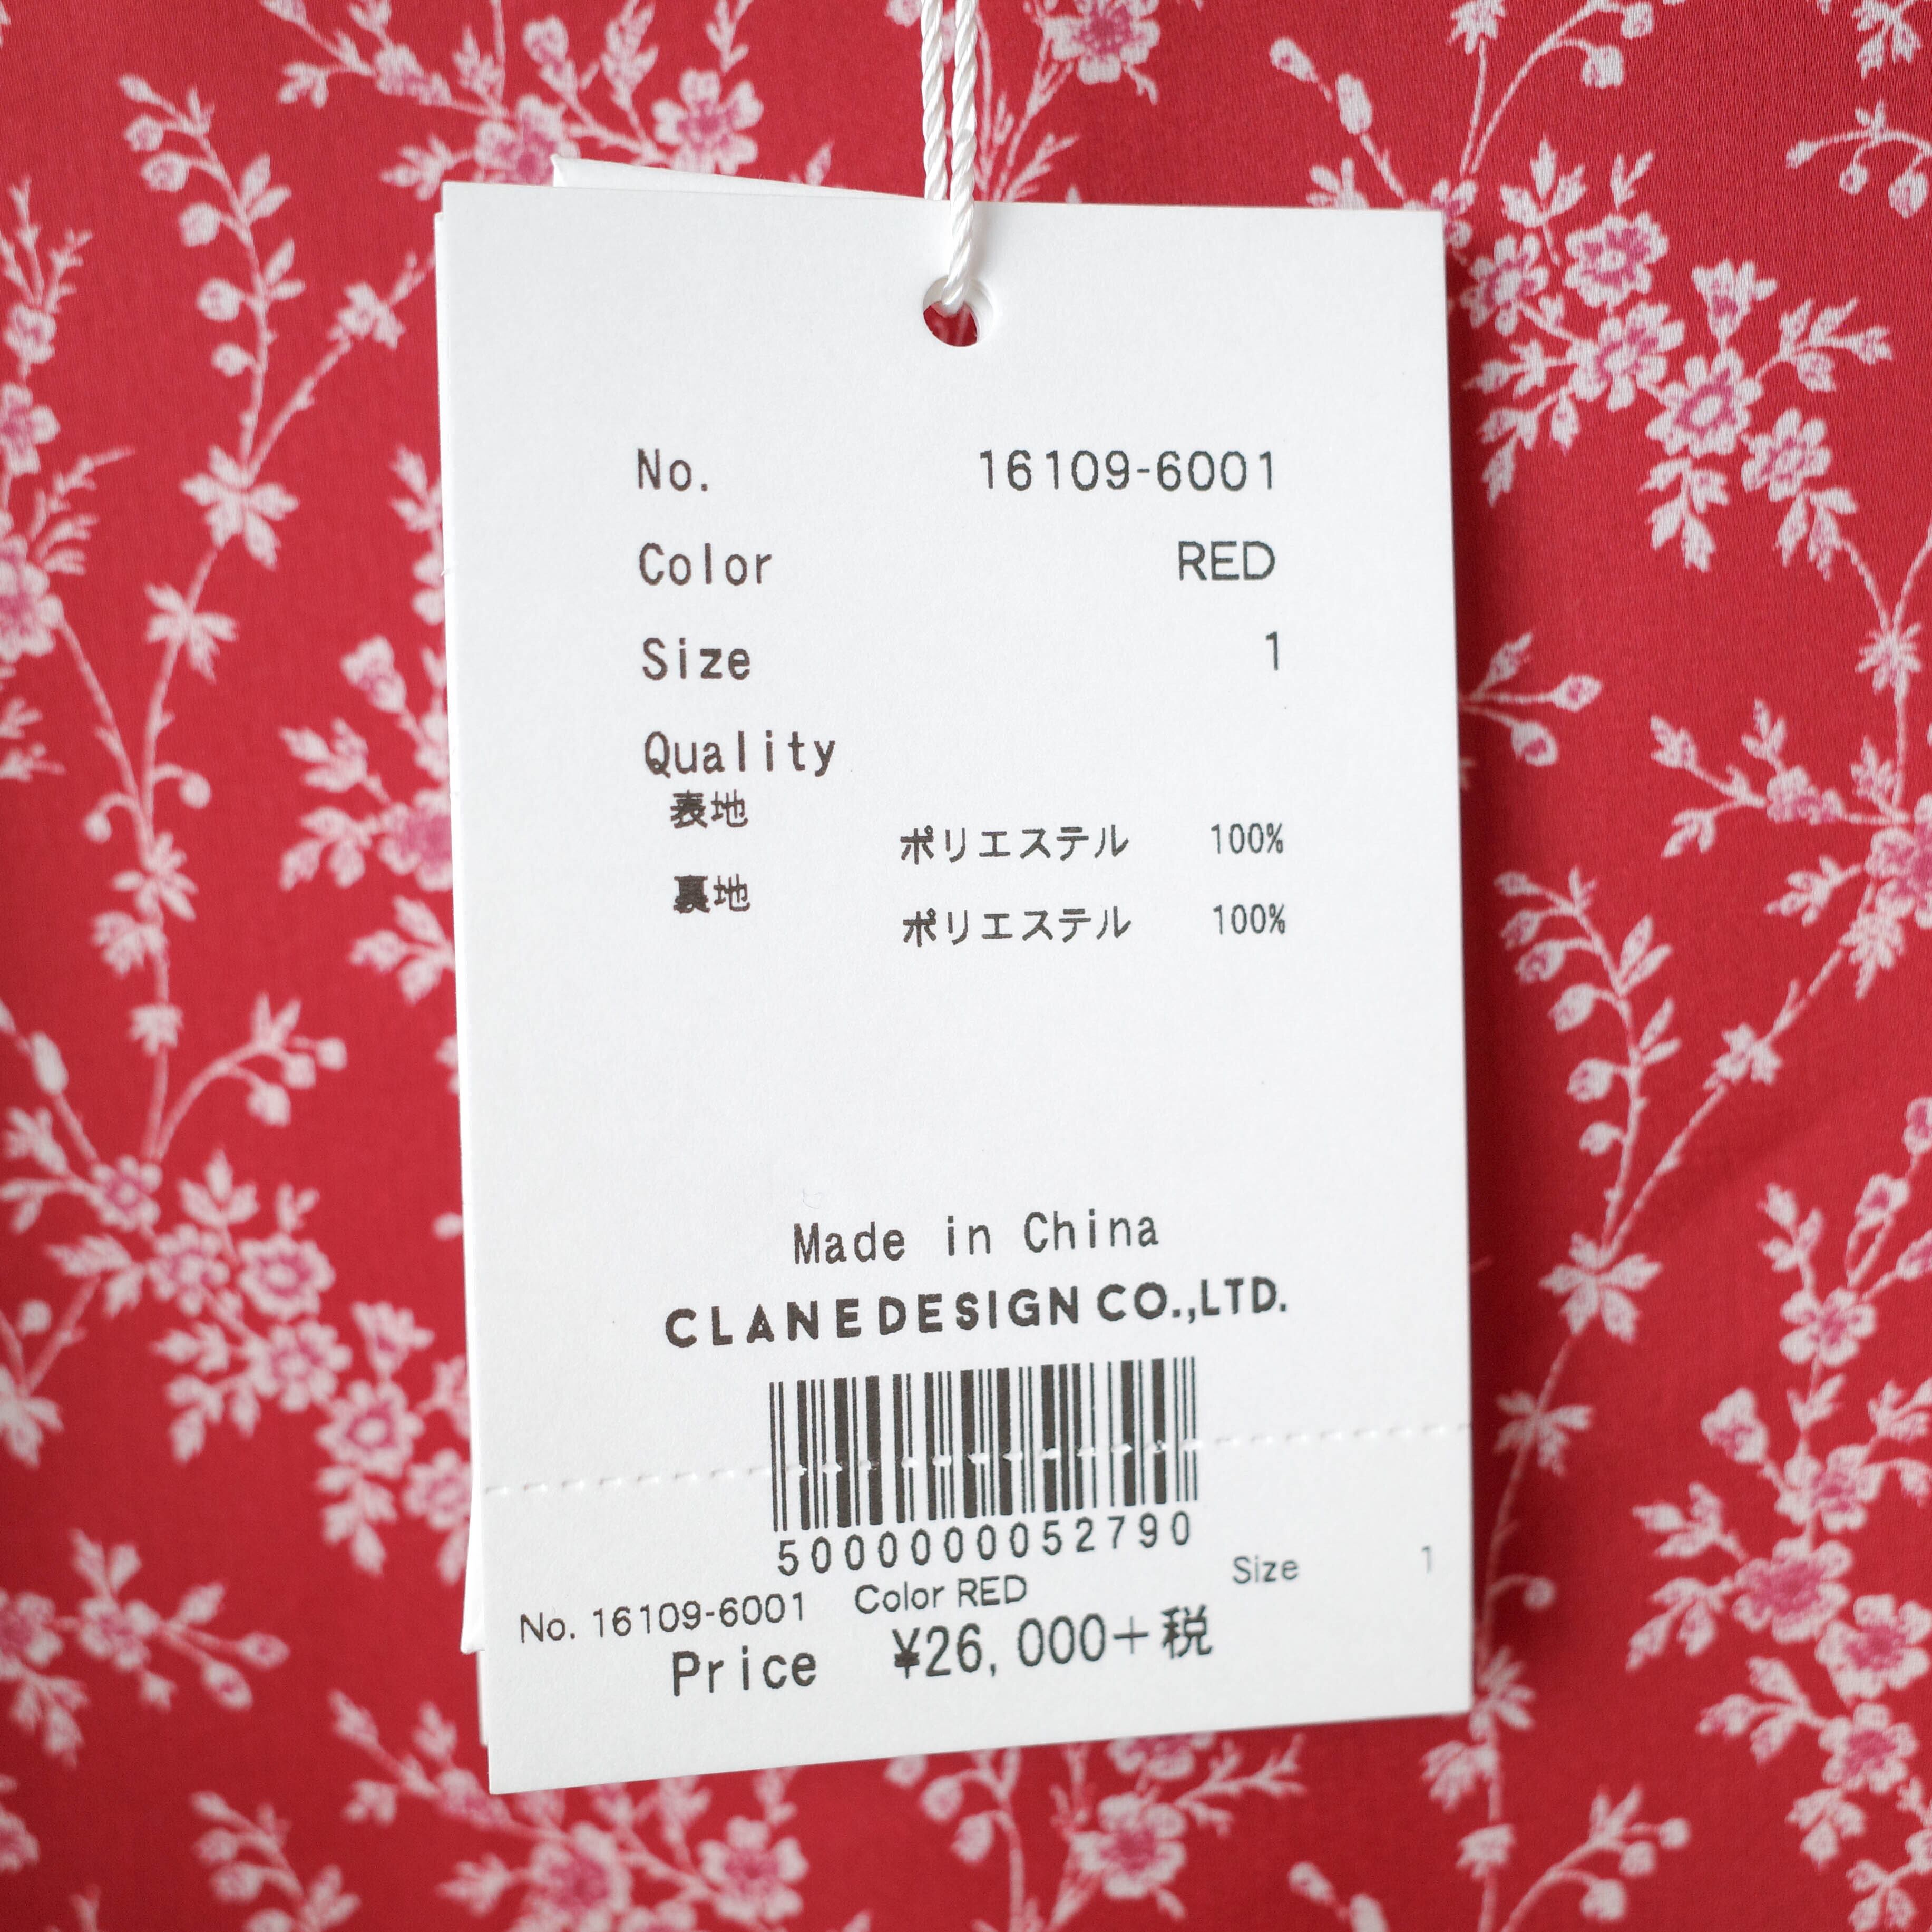 No. 16109-6001
Color RED
Size 1
Quality
表地
ポリエステル 100%
裏地
ポリエステル 100%
Made in China
CLANE DESIGN CO.,LTD.
5000000052790
No. 16109-6001 Color RED Size 1
Price ¥26,000+税